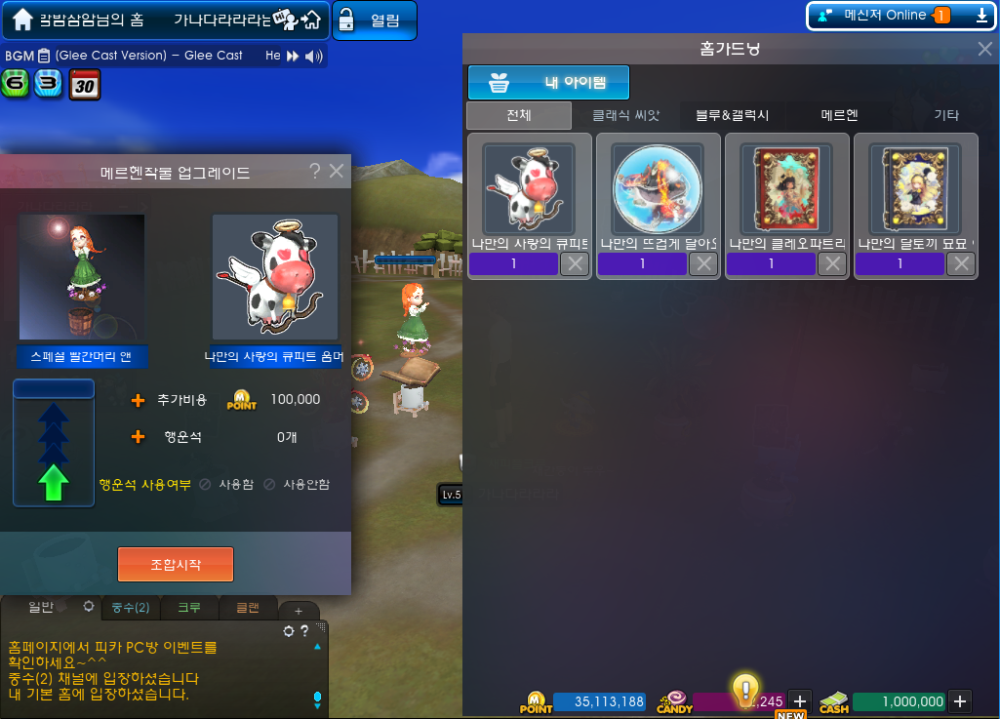 가나다라라라는
열림
메신저 Online 1
BGM (Glee Cast Version) – Glee Cast He
6 3 30
홈가드닝
내 아이템
전체 클래식 씨앗 블루&갤럭시 메르헨 기타
나만의 사랑의 큐피트 나만의 뜨겁게 달아오 나만의 클레오파트라 나만의 달토끼 묘묘
1 1 1 1
메르헨작물 업그레이드 ?
스페셜 빨간머리 앤 나만의 사랑의 큐피트 움머
추가비용 M POINT 100,000
행운석 0개
행운석 사용여부 사용함 사용안함
조합시작
Lv.5
일반 중수(2) 크루 클랜 +
?
홈페이지에서 피카 PC방 이벤트를
확인하세요~^^
중수(2) 채널에 입장하셨습니다
내 기본 홈에 입장하셨습니다.
M POINT 35,113,188 CANDY 245 + CASH 1,000,000 +
NEW